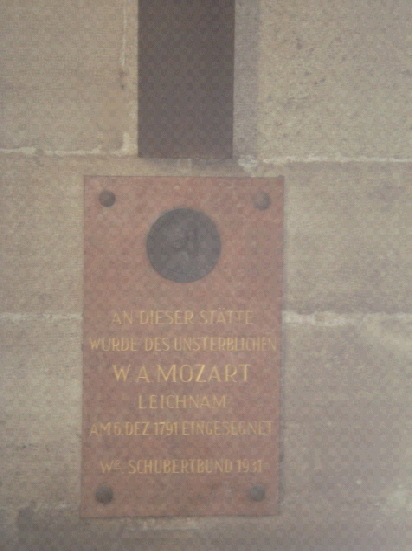 AN DIESER STÄTTE
WURDE DES UNSTERBLICHEN
W. A. MOZART
LEICHNAM
AM 6. DEZ. 1791 EINGESEGNET
WR SCHUBERTBUND 1931